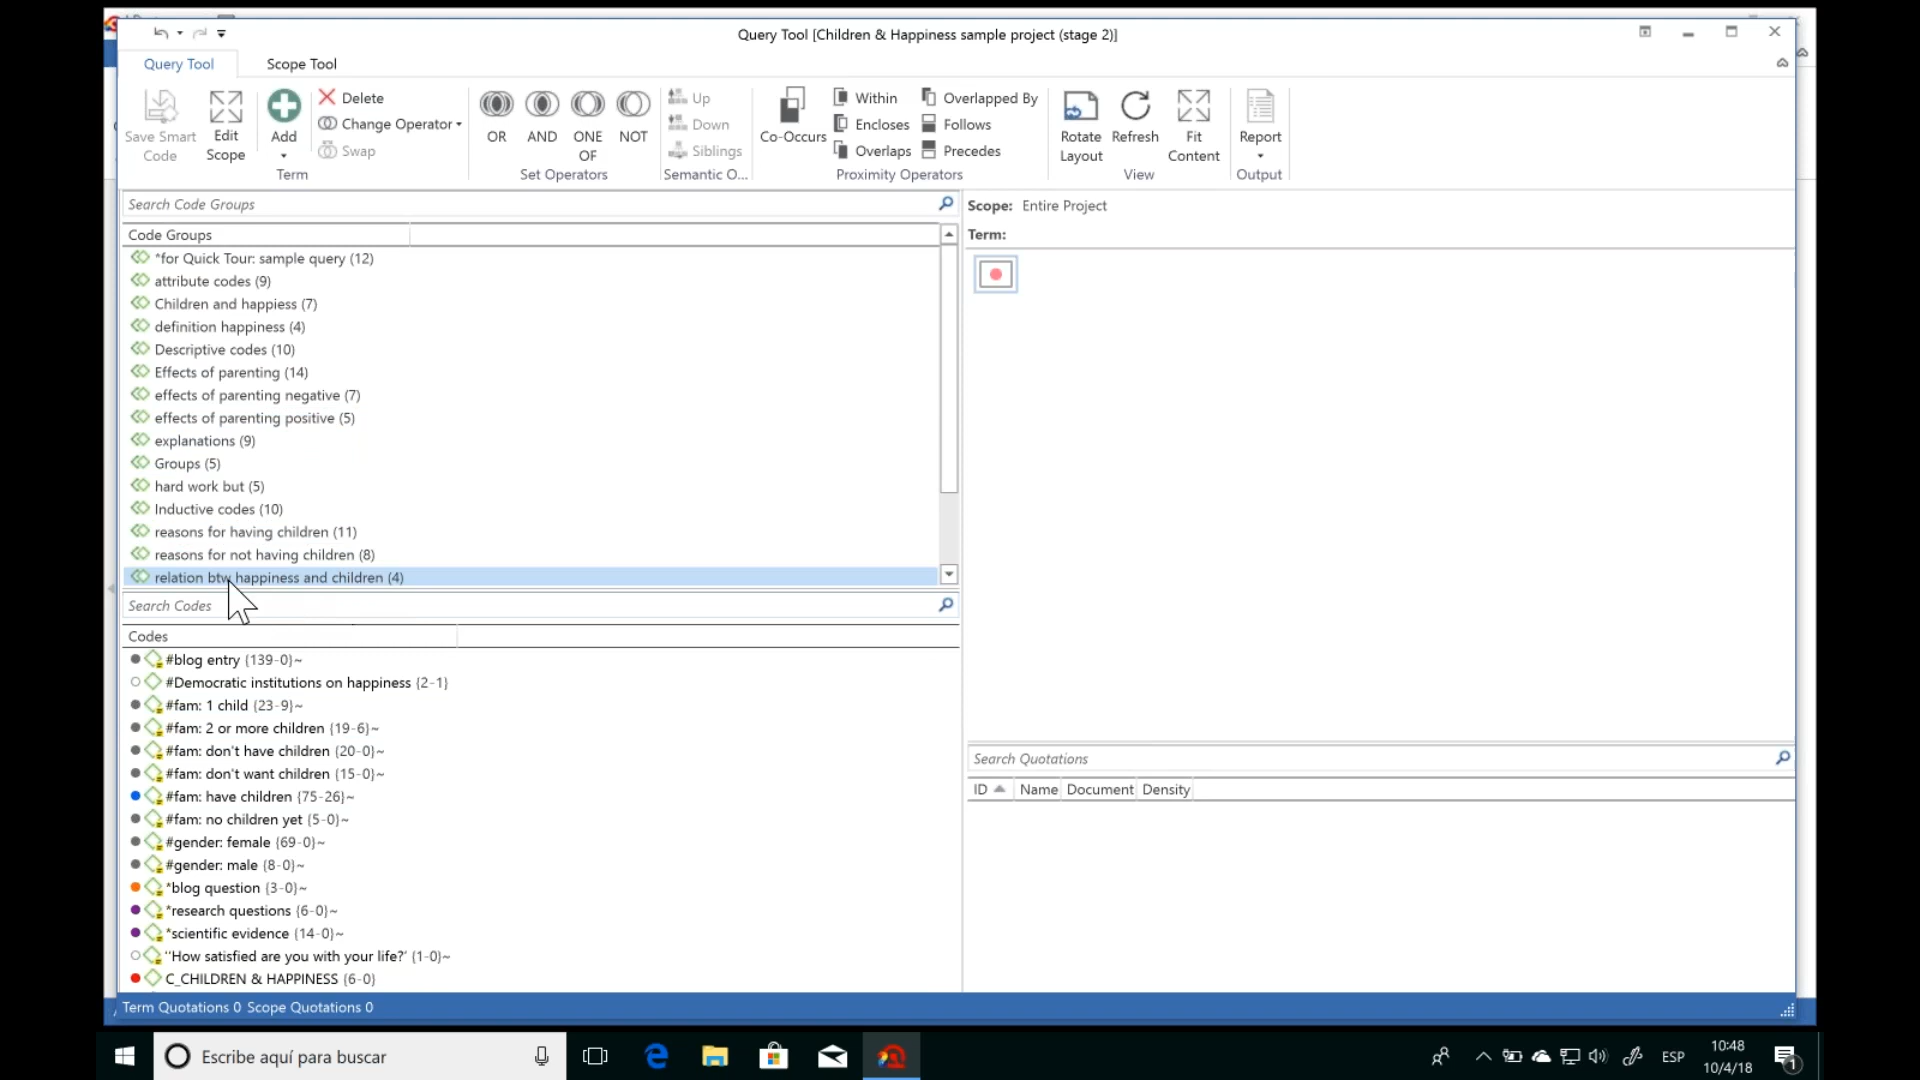 Query Tool [Children & Happiness sample project (stage 2)]
Query Tool
Scope Tool
Save Smart Code
Edit Scope
Add
Delete
Change Operator
Swap
Term
OR
AND
ONE OF
NOT
Set Operators
Up
Down
Siblings
Semantic O...
Co-Occurs
Within
Encloses
Overlaps
Overlapped By
Follows
Precedes
Proximity Operators
Rotate Layout
Refresh
Fit Content
View
Report
Output
Search Code Groups
Code Groups
*for Quick Tour: sample query (12)
attribute codes (9)
Children and happiess (7)
definition happiness (4)
Descriptive codes (10)
Effects of parenting (14)
effects of parenting negative (7)
effects of parenting positive (5)
explanations (9)
Groups (5)
hard work but (5)
Inductive codes (10)
reasons for having children (11)
reasons for not having children (8)
relation btw happiness and children (4)
Search Codes
Codes
#blog entry {139-0}~
#Democratic institutions on happiness {2-1}
#fam: 1 child {23-9}~
#fam: 2 or more children {19-6}~
#fam: don't have children {20-0}~
#fam: don't want children {15-0}~
#fam: have children {75-26}~
#fam: no children yet {5-0}~
#gender: female {69-0}~
#gender: male {8-0}~
*blog question {3-0}~
*research questions {6-0}~
*scientific evidence {14-0}~
''How satisfied are you with your life?' {1-0}~
C_CHILDREN & HAPPINESS {6-0}
Scope: Entire Project
Term:
Search Quotations
ID Name Document Density
Term Quotations 0 Scope Quotations 0
Escribe aquí para buscar
ESP
10:48
10/4/18
1